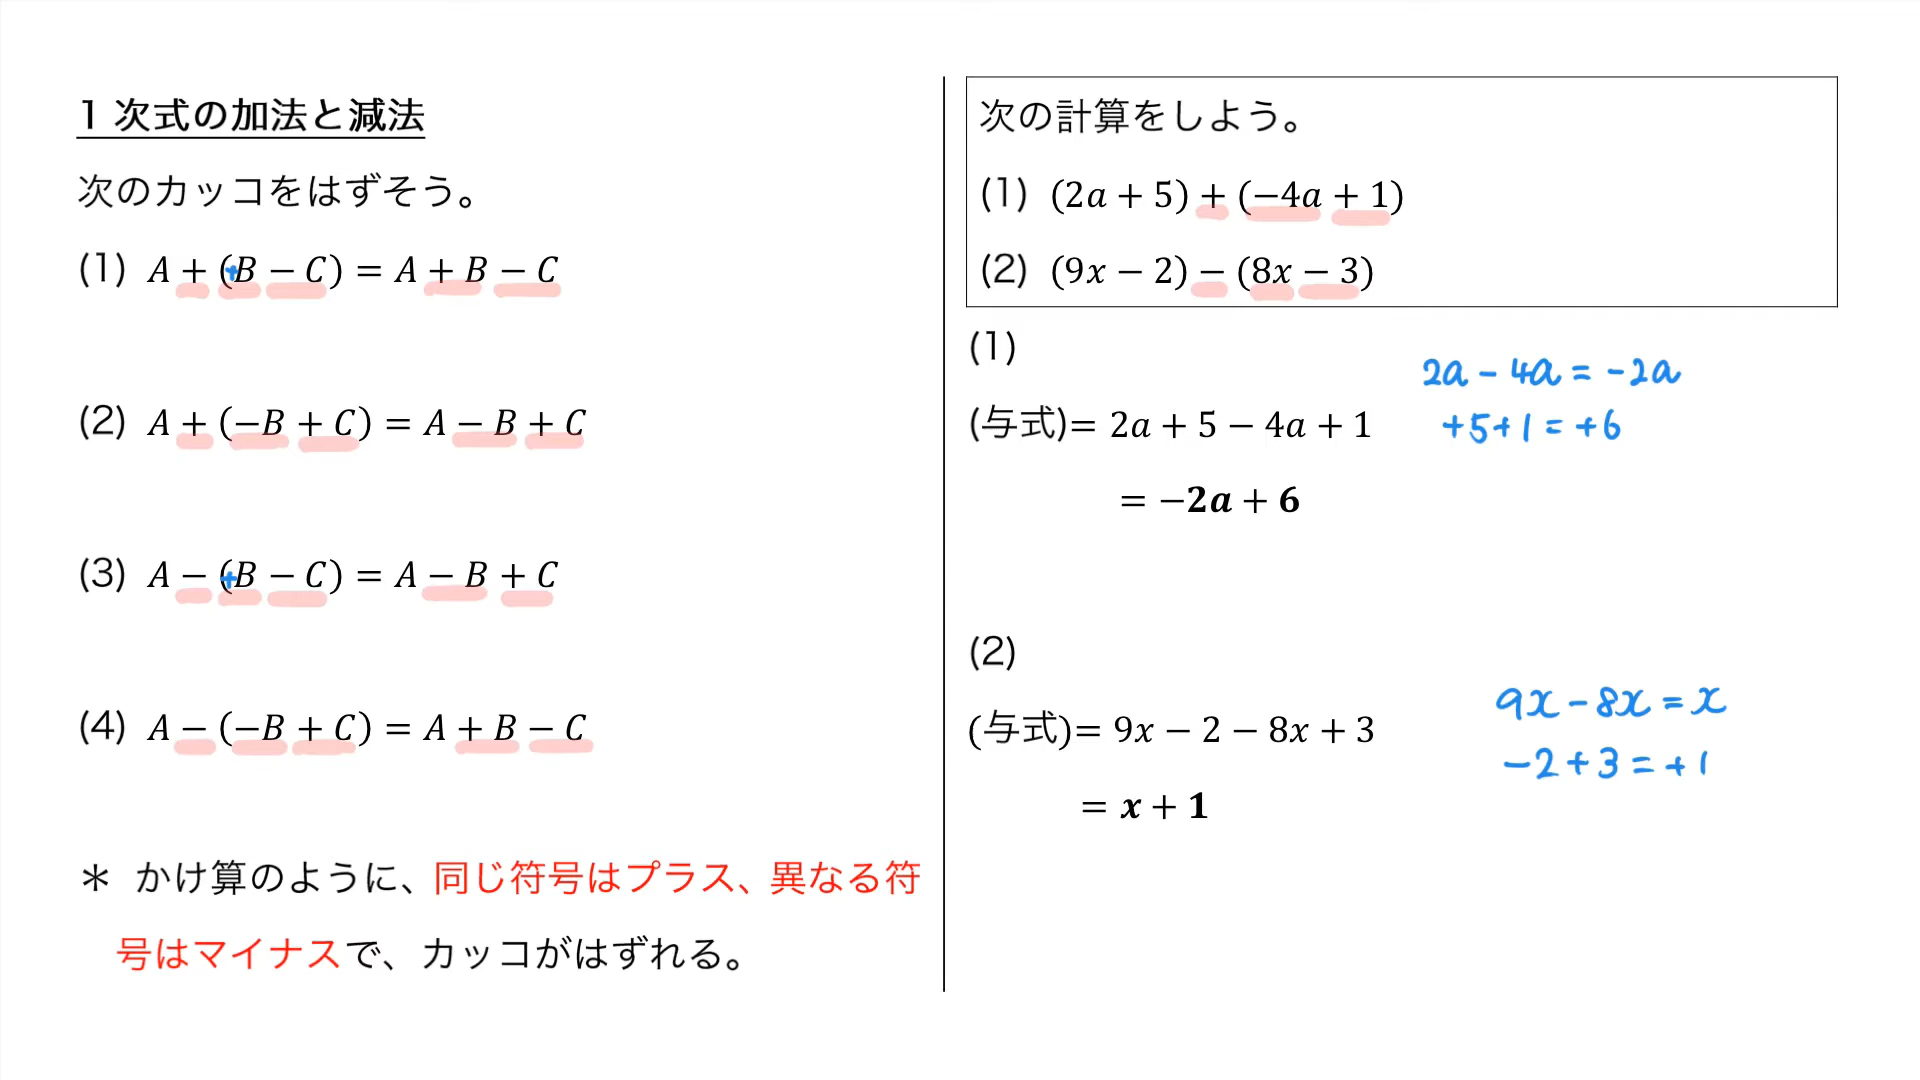 1 次式の加法と減法
次のカッコをはずそう。
(1) A + (+B − C) = A + B − C
(2) A + (−B + C) = A − B + C
(3) A − (+B − C) = A − B + C
(4) A − (−B + C) = A + B − C
＊ かけ算のように、同じ符号はプラス、異なる符
号はマイナスで、カッコがはずれる。
次の計算をしよう。
(1) (2a + 5) + (−4a + 1)
(2) (9x − 2) − (8x − 3)
(1)
(与式)= 2a + 5 − 4a + 1
= −2a + 6
2a − 4a = −2a
+5+1 = +6
(2)
(与式)= 9x − 2 − 8x + 3
= x + 1
9x − 8x = x
−2 + 3 = +1